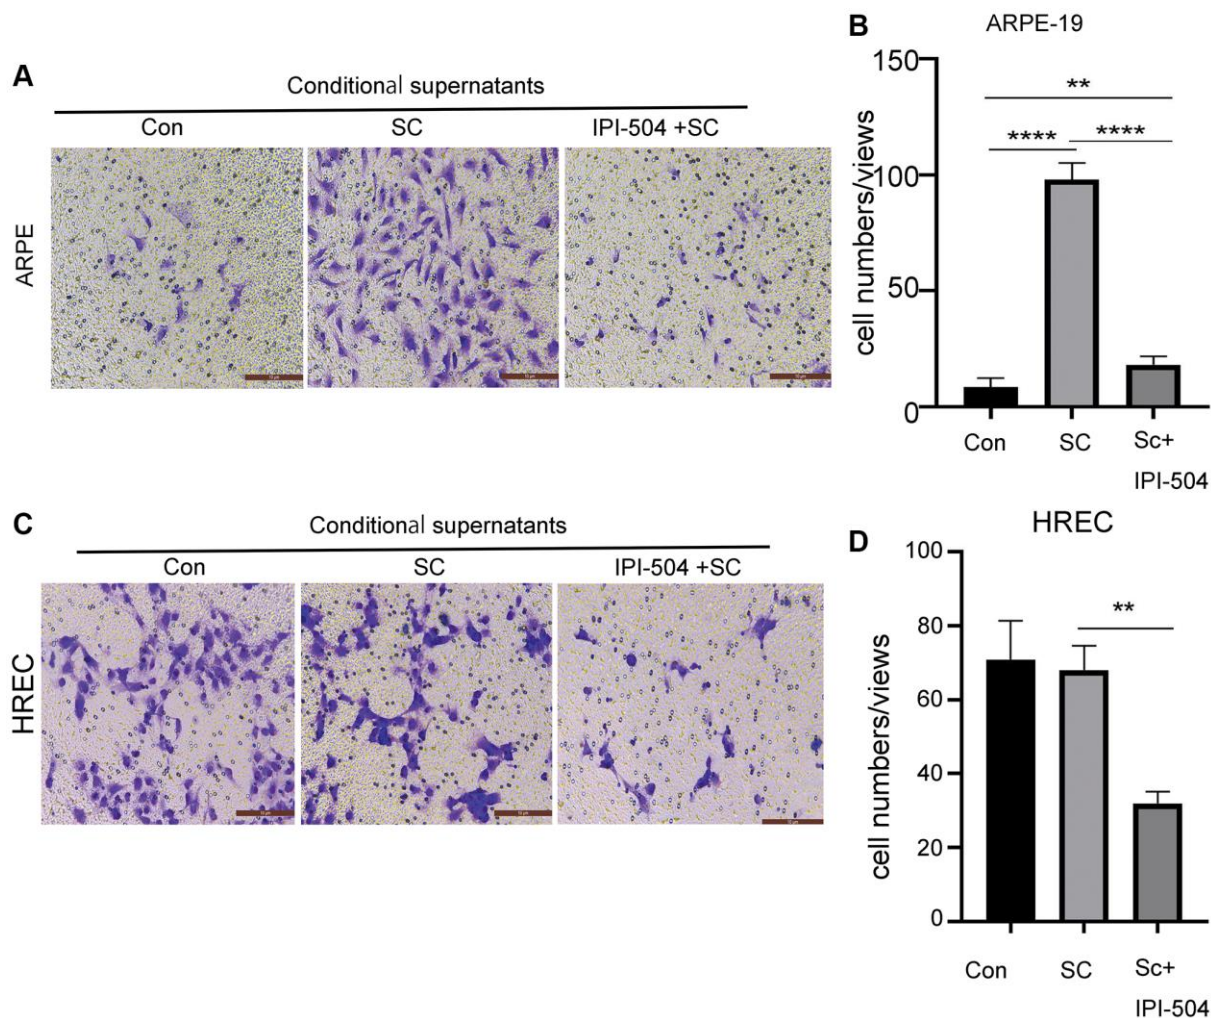 A
Conditional supernatants
Con SC IPI-504 +SC
ARPE
B
ARPE-19
cell numbers/views
150
100
50
0
**
**** ****
Con SC Sc+
IPI-504
C
Conditional supernatants
Con SC IPI-504 +SC
HREC
D
HREC
cell numbers/views
100
80
60
40
20
0
**
Con SC Sc+
IPI-504